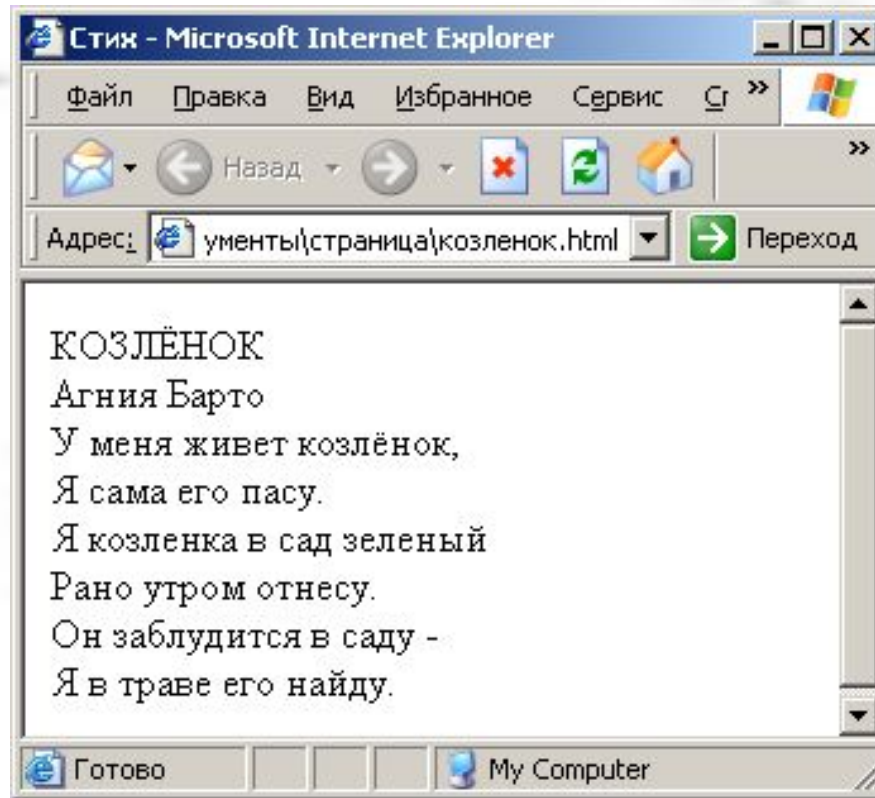 Стих - Microsoft Internet Explorer
Файл Правка Вид Избранное Сервис »
Назад »
Адрес: ументы\страница\козленок.html Переход
КОЗЛЁНОК
Агния Барто
У меня живет козлёнок,
Я сама его пасу.
Я козленка в сад зеленый
Рано утром отнесу.
Он заблудится в саду -
Я в траве его найду.
Готово My Computer